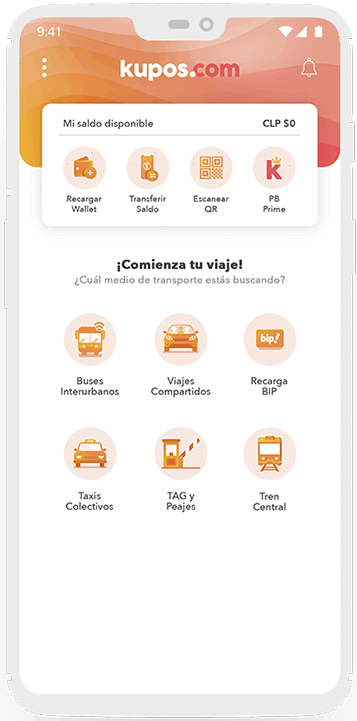 9:41
kupos.com
Mi saldo disponible CLP $0
Recargar Wallet
Transferir Saldo
Escanear QR
PB Prime
¡Comienza tu viaje!
¿Cuál medio de transporte estás buscando?
bip!
Buses Interurbanos
Viajes Compartidos
Recarga BIP
Taxis Colectivos
TAG y Peajes
Tren Central